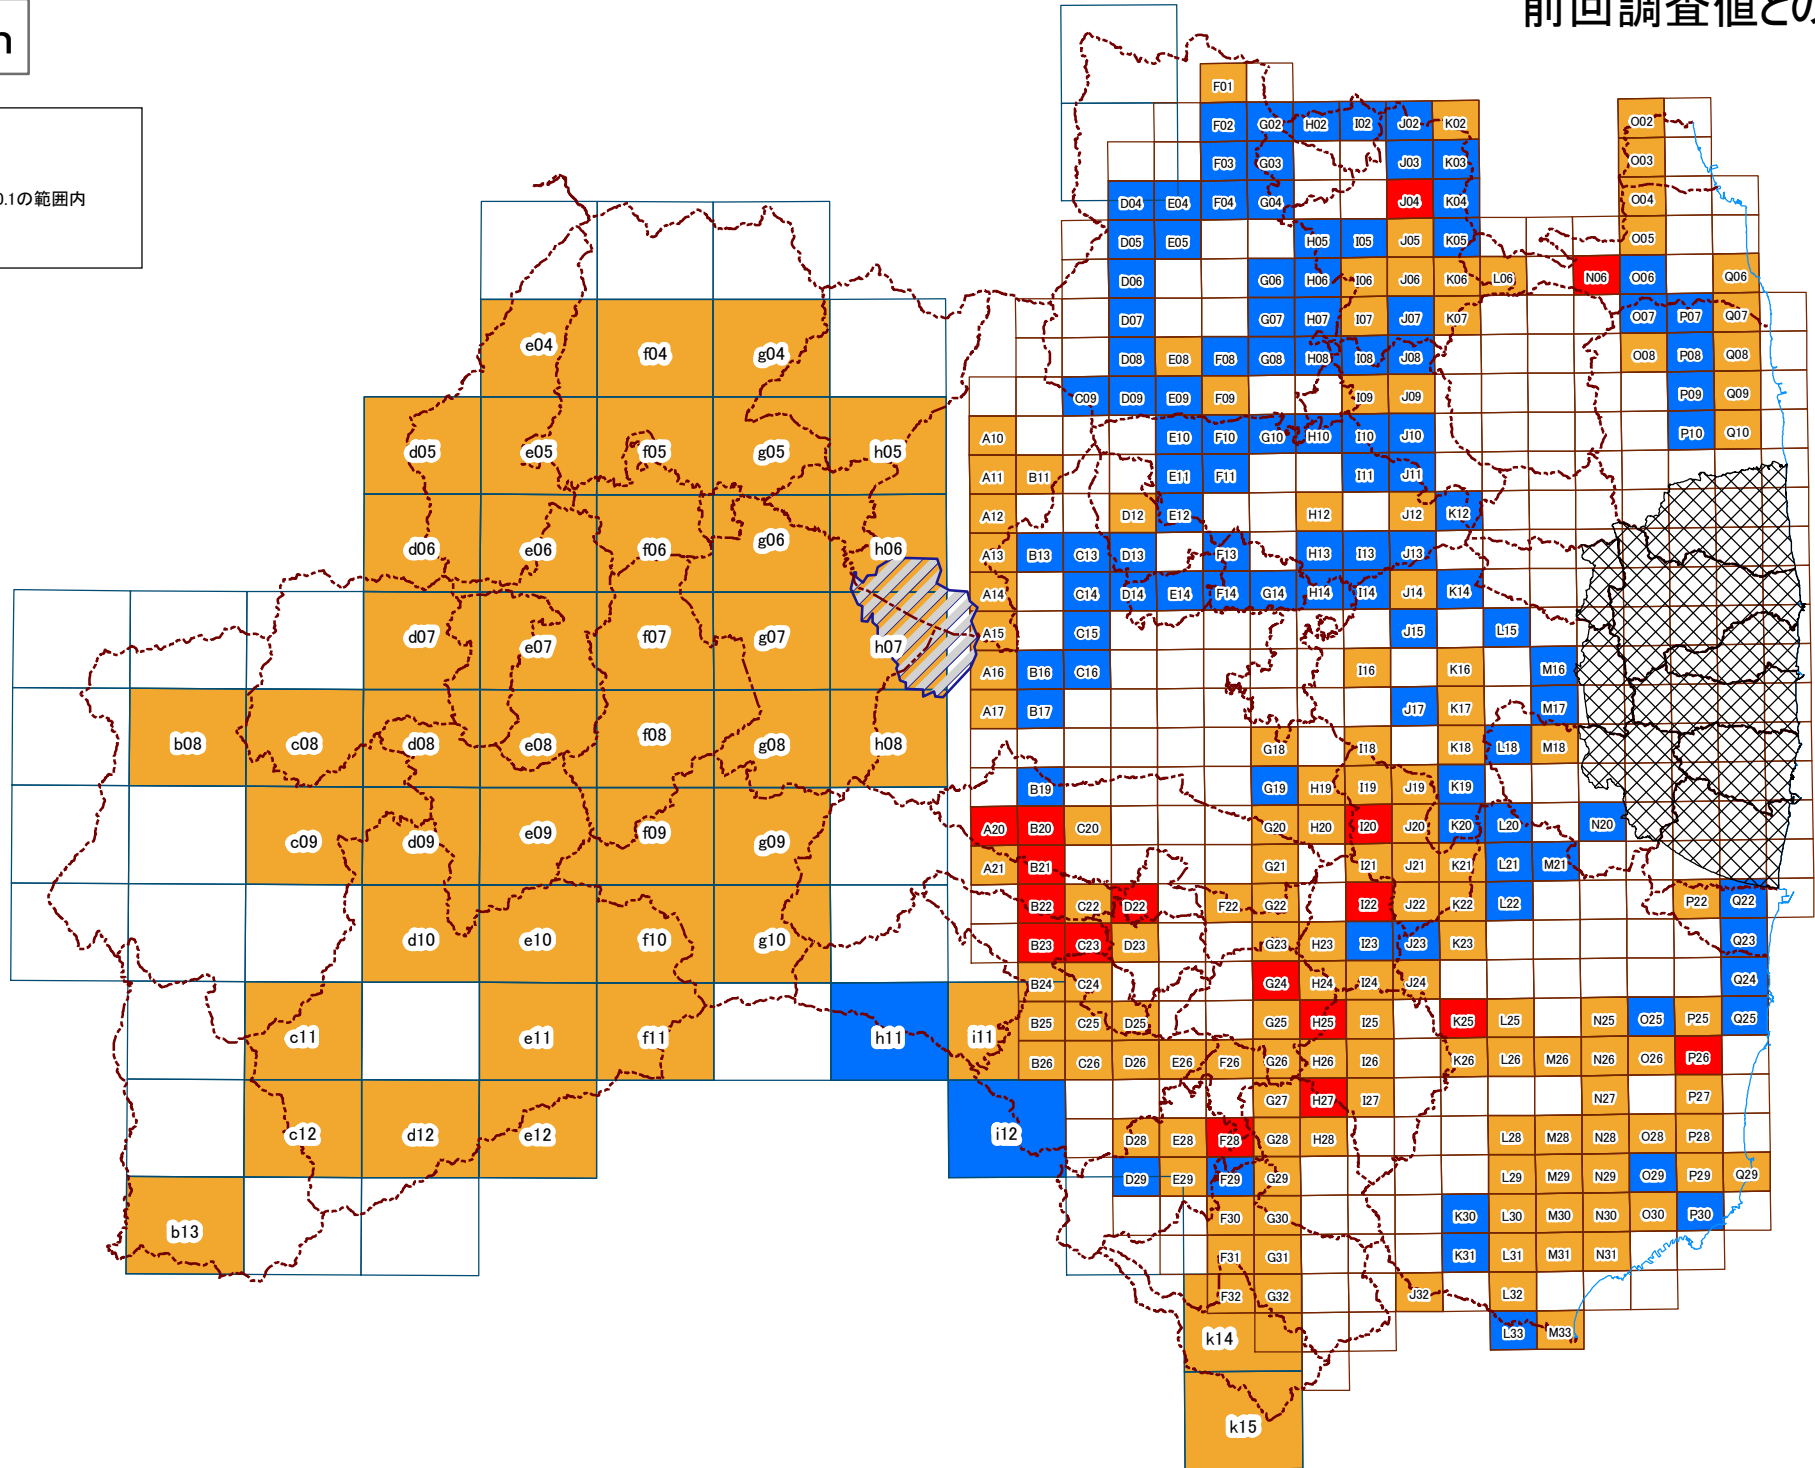 前回調査値との
h
0.1の範囲内
F01
F02 G02 H02 I02 J02 K02 O02
F03 G03 J03 K03 O03
D04 E04 F04 G04 J04 K04 O04
D05 E05 H05 I05 J05 K05 O05
D06 G06 H06 I06 J06 K06 L06 N06 O06 Q06
D07 G07 H07 I07 J07 K07 O07 P07 Q07
e04 f04 g04
D08 E08 F08 G08 H08 I08 J08 O08 P08 Q08
C09 D09 E09 F09 I09 J09 P09 Q09
A10 E10 F10 G10 H10 I10 J10 P10 Q10
d05 e05 f05 g05 h05
A11 B11 E11 F11 I11 J11
A12 D12 E12 H12 J12 K12
d06 e06 f06 g06 h06
A13 B13 C13 D13 F13 H13 I13 J13
A14 C14 D14 E14 F14 G14 H14 I14 J14 K14
A15 C15 J15 L15
d07 e07 f07 g07 h07
A16 B16 C16 I16 K16 M16
A17 B17 J17 K17 M17
b08 c08 d08 e08 f08 g08 h08
G18 I18 K18 L18 M18
B19 G19 H19 I19 J19 K19
A20 B20 C20 G20 H20 I20 J20 K20 L20 N20
c09 d09 e09 f09 g09
A21 B21 G21 I21 J21 K21 L21 M21
B22 C22 D22 F22 G22 I22 J22 K22 L22 P22 Q22
d10 e10 f10 g10
B23 C23 D23 G23 H23 I23 J23 K23 Q23
B24 C24 G24 H24 I24 J24 Q24
B25 C25 D25 G25 H25 I25 K25 L25 N25 O25 P25 Q25
c11 e11 f11 h11 i11
B26 C26 D26 E26 F26 G26 H26 I26 K26 L26 M26 N26 O26 P26
G27 H27 I27 N27 P27
c12 d12 e12 i12
D28 E28 F28 G28 H28 L28 M28 N28 O28 P28
D29 E29 F29 G29 L29 M29 N29 O29 P29 Q29
F30 G30 K30 L30 M30 N30 O30 P30
b13
F31 G31 K31 L31 M31 N31
F32 G32 J32 L32
k14 L33 M33
k15